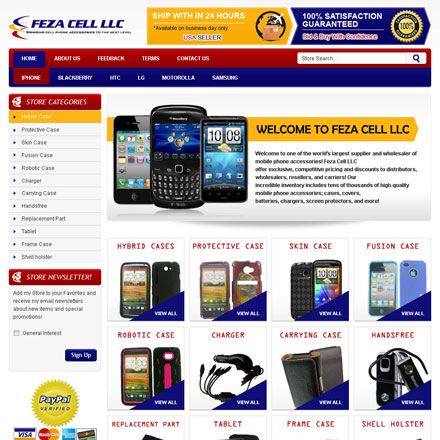 FEZA CELL LLC
BRINGING CELL PHONE ACCESSORIES TO THE NEXT LEVEL
SHIP WITH IN 24 HOURS
*Available on business day only
USA SELLER
100% SATISFACTION
GUARANTEED
Bid & Buy With Confidence
HOME
ABOUT US
FEEDBACK
TERMS
CONTACT US
Store Search...
IPHONE
BLACKBERRY
HTC
LG
MOTOROLLA
SAMSUNG
STORE CATEGORIES
Hybrid Case
Protective Case
Skin Case
Fusion Case
Robotic Case
Charger
Carrying Case
Handsfree
Replacement Part
Tablet
Frame Case
Shell holster
STORE NEWSLETTER!
Add my Store to your Favorites and
receive my email newsletters
about new items and special
promotions!
General Interest
Sign Up
PayPal
VERIFIED
VISA
WELCOME TO FEZA CELL LLC
Welcome to one of the world's largest supplier and wholesaler of
mobile phone accessories! Feza Cell LLC
offer exclusive, competitive pricing and discounts to distributors,
wholesalers, resellers, and carriers! Our
incredible inventory includes tens of thousands of high-quality
mobile phone accessories; cases, covers,
batteries, chargers, screen protectors, and more!
HYBRID CASES
VIEW ALL
PROTECTIVE CASE
VIEW ALL
SKIN CASE
VIEW ALL
FUSION CASE
VIEW ALL
ROBOTIC CASE
VIEW ALL
CHARGER
VIEW ALL
CARRYING CASE
VIEW ALL
HANDSFREE
VIEW ALL
REPLACEMENT PART
TABLET
FRAME CASE
SHELL HOLSTER